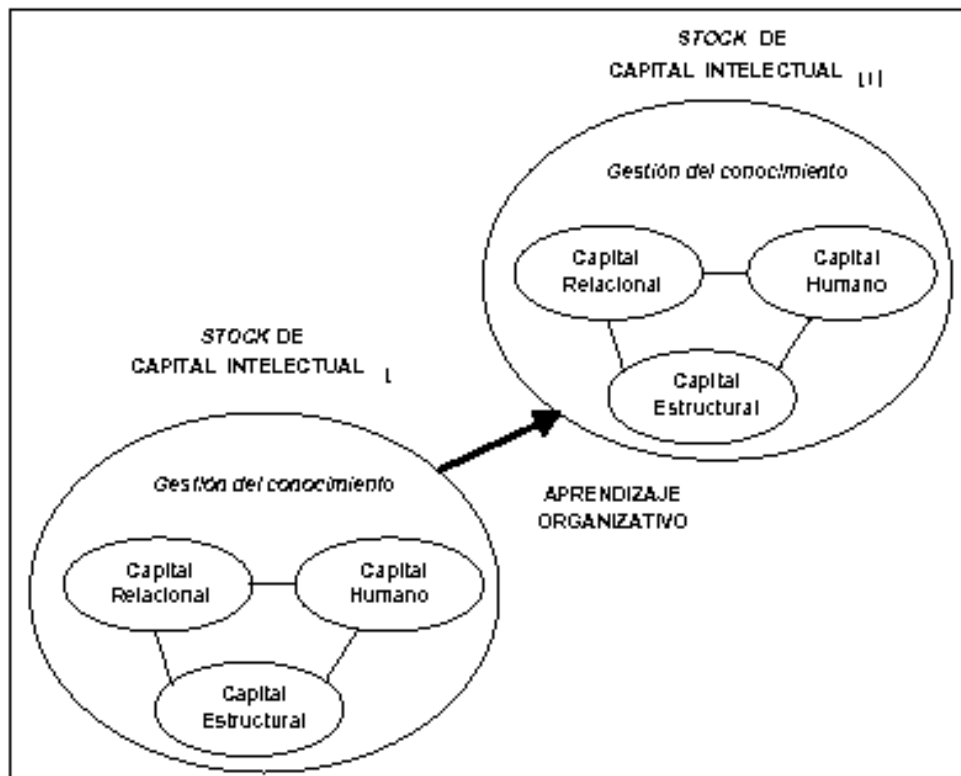 STOCK DE
CAPITAL INTELECTUAL
Gestión del conocimiento
Capital
Relacional
Capital
Humano
Capital
Estructural
STOCK DE
CAPITAL INTELECTUAL
APRENDIZAJE
ORGANIZATIVO
Gestión del conocimiento
Capital
Relacional
Capital
Humano
Capital
Estructural